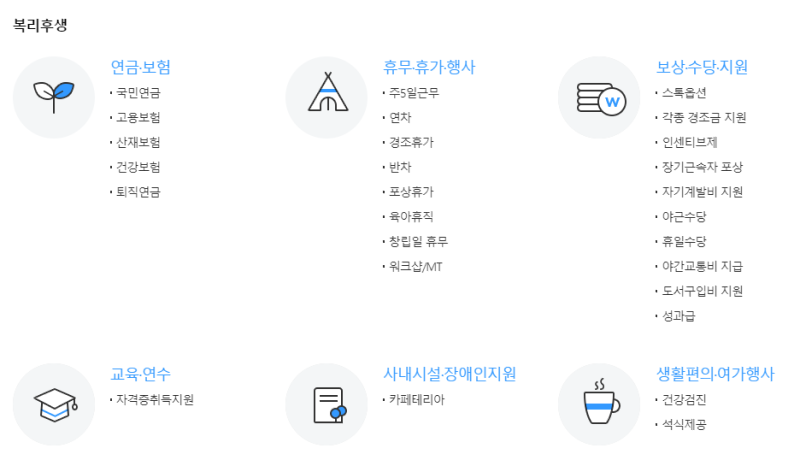 복리후생
연금·보험
· 국민연금
· 고용보험
· 산재보험
· 건강보험
· 퇴직연금
휴무·휴가·행사
· 주5일근무
· 연차
· 경조휴가
· 반차
· 포상휴가
· 육아휴직
· 창립일 휴무
· 워크샵/MT
보상·수당·지원
· 스톡옵션
· 각종 경조금 지원
· 인센티브제
· 장기근속자 포상
· 자기계발비 지원
· 야근수당
· 휴일수당
· 야간교통비 지급
· 도서구입비 지원
· 성과급
W
교육·연수
· 자격증취득지원
사내시설·장애인지원
· 카페테리아
생활편의·여가행사
· 건강검진
· 석식제공